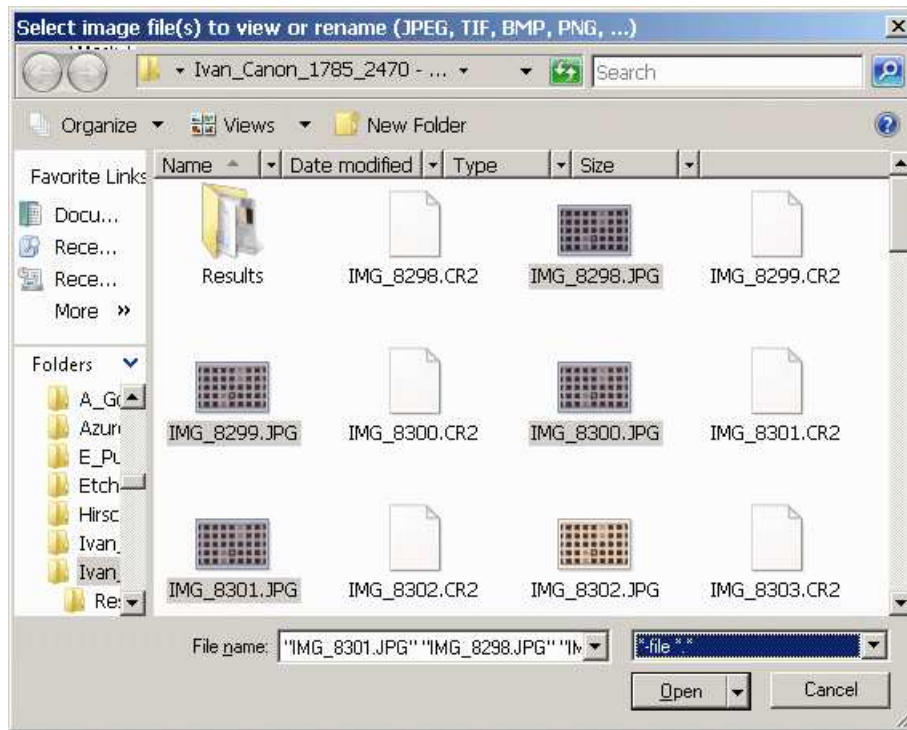 Select image file(s) to view or rename (JPEG, TIF, BMP, PNG, ...)
Ivan_Canon_1785_2470 - ...
Search
Organize
Views
New Folder
Favorite Links
Name
Date modified
Type
Size
Docu...
Rece...
Rece...
More »
Results
IMG_8298.CR2
IMG_8298.JPG
IMG_8299.CR2
Folders
A_Go
Azur
E_Pu
Etch
Hirsc
Ivan_
Ivan_
Re
IMG_8299.JPG
IMG_8300.CR2
IMG_8300.JPG
IMG_8301.CR2
IMG_8301.JPG
IMG_8302.CR2
IMG_8302.JPG
IMG_8303.CR2
File name: "IMG_8301.JPG" "IMG_8298.JPG" "IM
*-file *.*
Open
Cancel